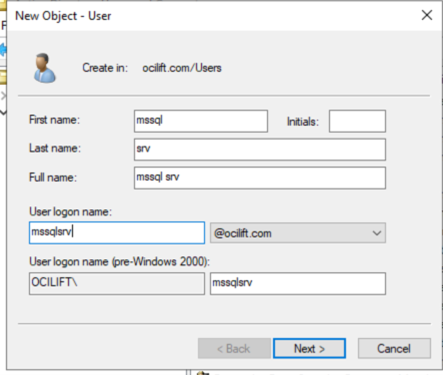 New Object - User
Create in: ocilift.com/Users
First name: mssql Initials:
Last name: srv
Full name: mssql srv
User logon name:
mssqlsrv @ocilift.com
User logon name (pre-Windows 2000):
OCILIFT\ mssqlsrv
< Back Next > Cancel